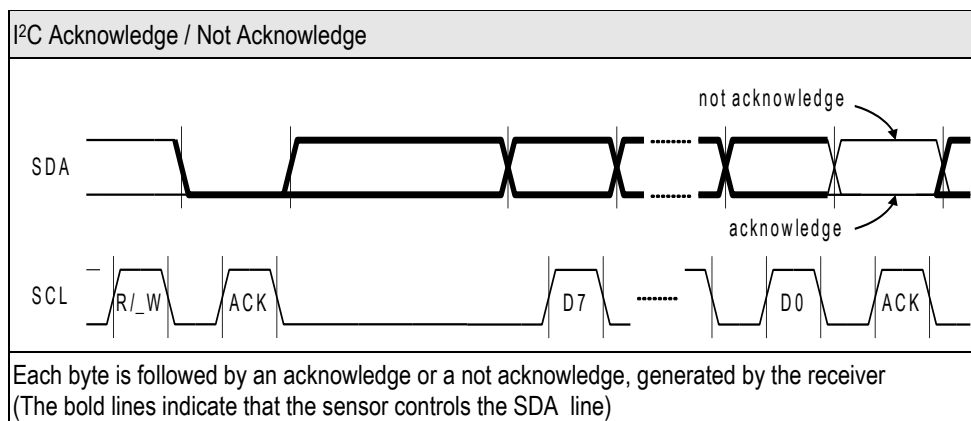 I²C Acknowledge / Not Acknowledge
not acknowledge
SDA
acknowledge
SCL
R/_W
ACK
D7
D0
ACK
Each byte is followed by an acknowledge or a not acknowledge, generated by the receiver
(The bold lines indicate that the sensor controls the SDA line)